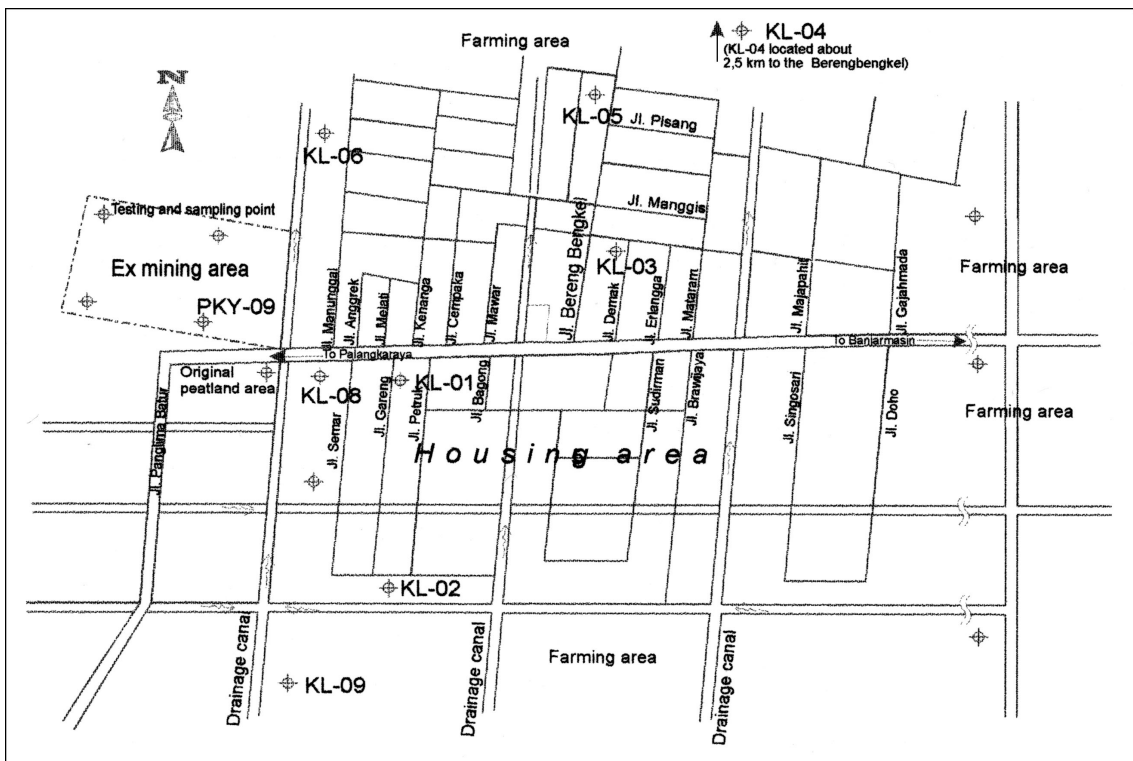 KL-04
(KL-04 located about
2,5 km to the Berengbengkel)
Farming area
N
KL-05
Jl. Pisang
KL-06
Testing and sampling point
Jl. Manggis
Ex mining area
PKY-09
Jl. Manunggal
Jl. Anggrek
Jl. Melati
Jl. Kenanga
Jl. Cempaka
Jl. Mawar
Jl. Bereng Bengkel
KL-03
Jl. Demak
Jl. Erlangga
Jl. Mataram
Jl. Majapahit
Jl. Gajahmada
Farming area
To Palangkaraya
To Banjarmasin
Original
peatland area
KL-08
KL-01
Jl. Panglima Batur
Jl. Semar
Jl. Gareng
Jl. Petruk
Jl. Bagong
Jl. Sudirman
Jl. Brawijaya
Jl. Singosari
Jl. Doho
Farming area
Housing area
KL-02
KL-09
Drainage canal
Drainage canal
Farming area
Drainage canal